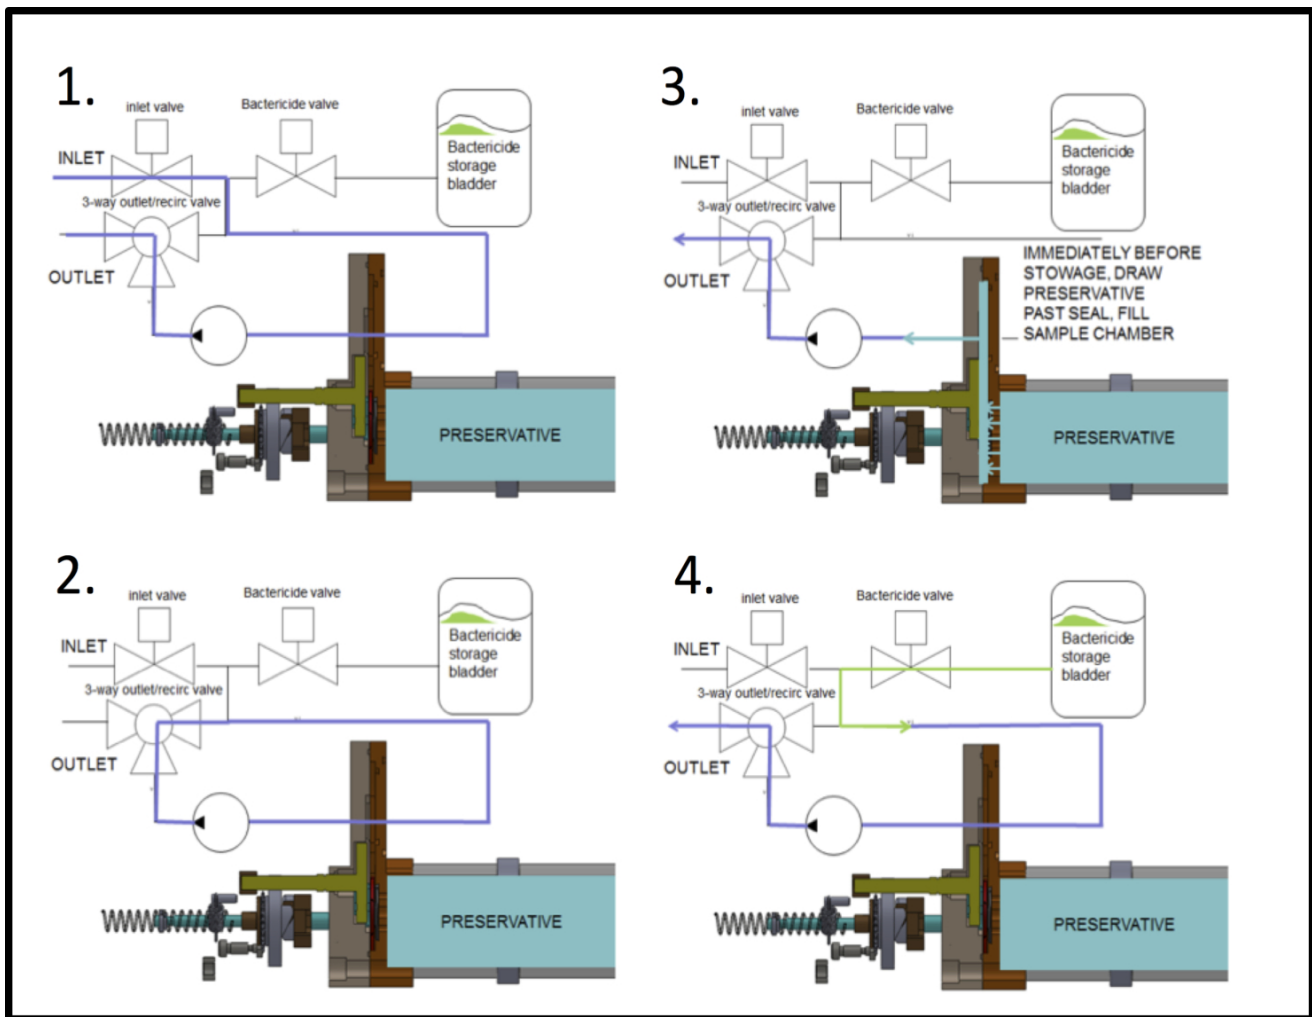 1.
inlet valve
Bactericide valve
INLET
Bactericide
storage
bladder
3-way outlet/recirc valve
OUTLET
PRESERVATIVE
2.
inlet valve
Bactericide valve
INLET
Bactericide
storage
bladder
3-way outlet/recirc valve
OUTLET
PRESERVATIVE
3.
inlet valve
Bactericide valve
INLET
Bactericide
storage
bladder
3-way outlet/recirc valve
OUTLET
IMMEDIATELY BEFORE
STOWAGE, DRAW
PRESERVATIVE
PAST SEAL, FILL
SAMPLE CHAMBER
PRESERVATIVE
4.
inlet valve
Bactericide valve
INLET
Bactericide
storage
bladder
3-way outlet/recirc valve
OUTLET
PRESERVATIVE